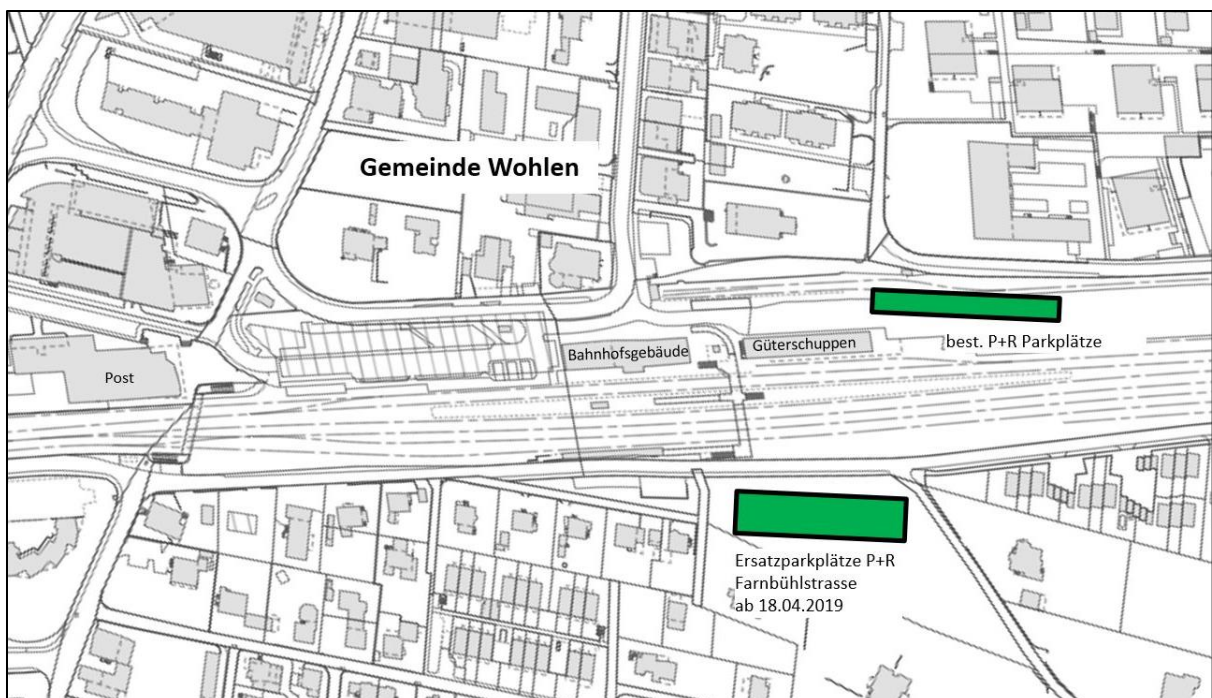 Gemeinde Wohlen
best. P+R Parkplätze
Güterschuppen
Bahnhofsgebäude
Post
Ersatzparkplätze P+R
Farnbühlstrasse
ab 18.04.2019